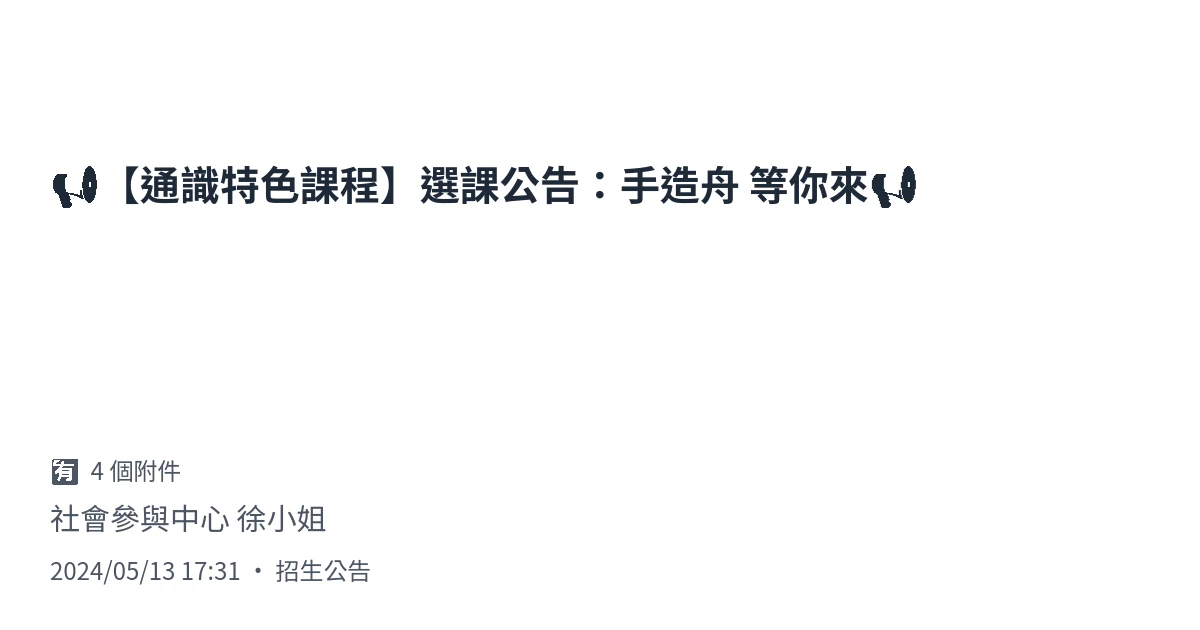 📢【通識特色課程】選課公告：手造舟 等你來📢
🈶 4 個附件
社會參與中心 徐小姐
2024/05/13 17:31 • 招生公告